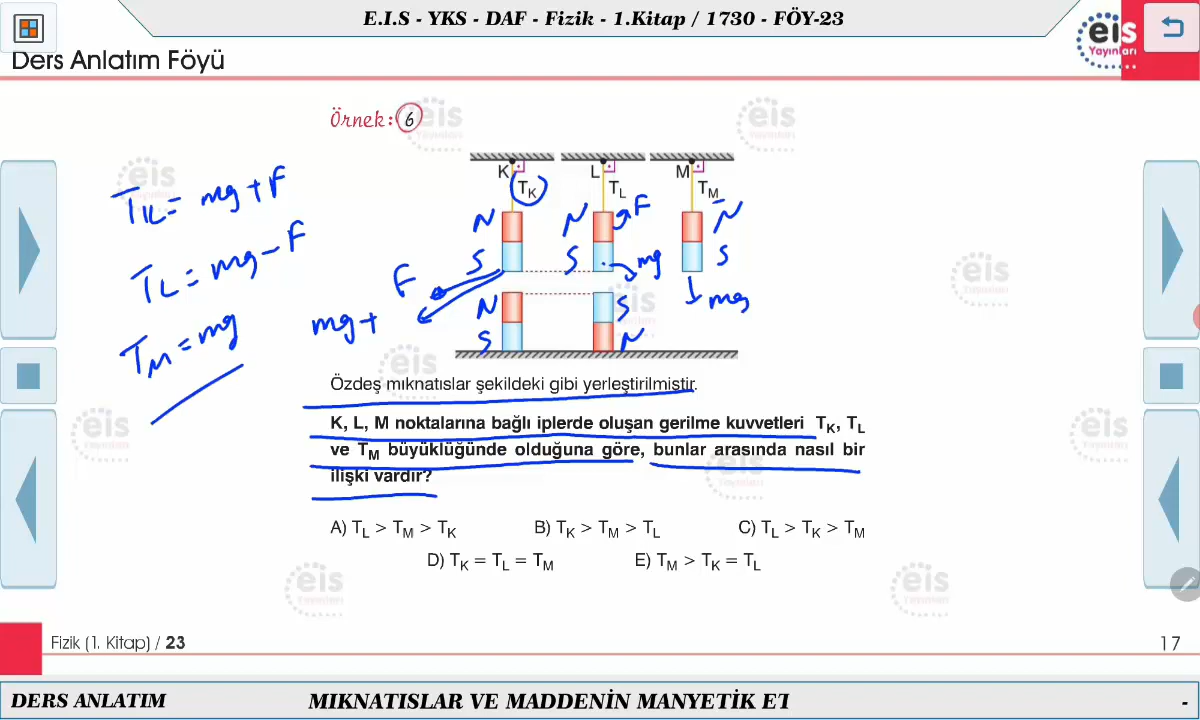 E.I.S - YKS - DAF - Fizik - 1.Kitap / 1730 - FÖY-23
eis
Yayınları
Ders Anlatım Föyü
Örnek: 6
K L M
TK TL TM
TK = mg + F
TL = mg - F
TM = mg
N N N
S S S
F
mg
mg
F
mg +
N S
S N
Özdeş mıknatıslar şekildeki gibi yerleştirilmiştir.
K, L, M noktalarına bağlı iplerde oluşan gerilme kuvvetleri TK, TL
ve TM büyüklüğünde olduğuna göre, bunlar arasında nasıl bir
ilişki vardır?
A) TL > TM > TK B) TK > TM > TL C) TL > TK > TM
D) TK = TL = TM E) TM > TK = TL
Fizik (1. Kitap) / 23
17
DERS ANLATIM MIKNATISLAR VE MADDENİN MANYETİK